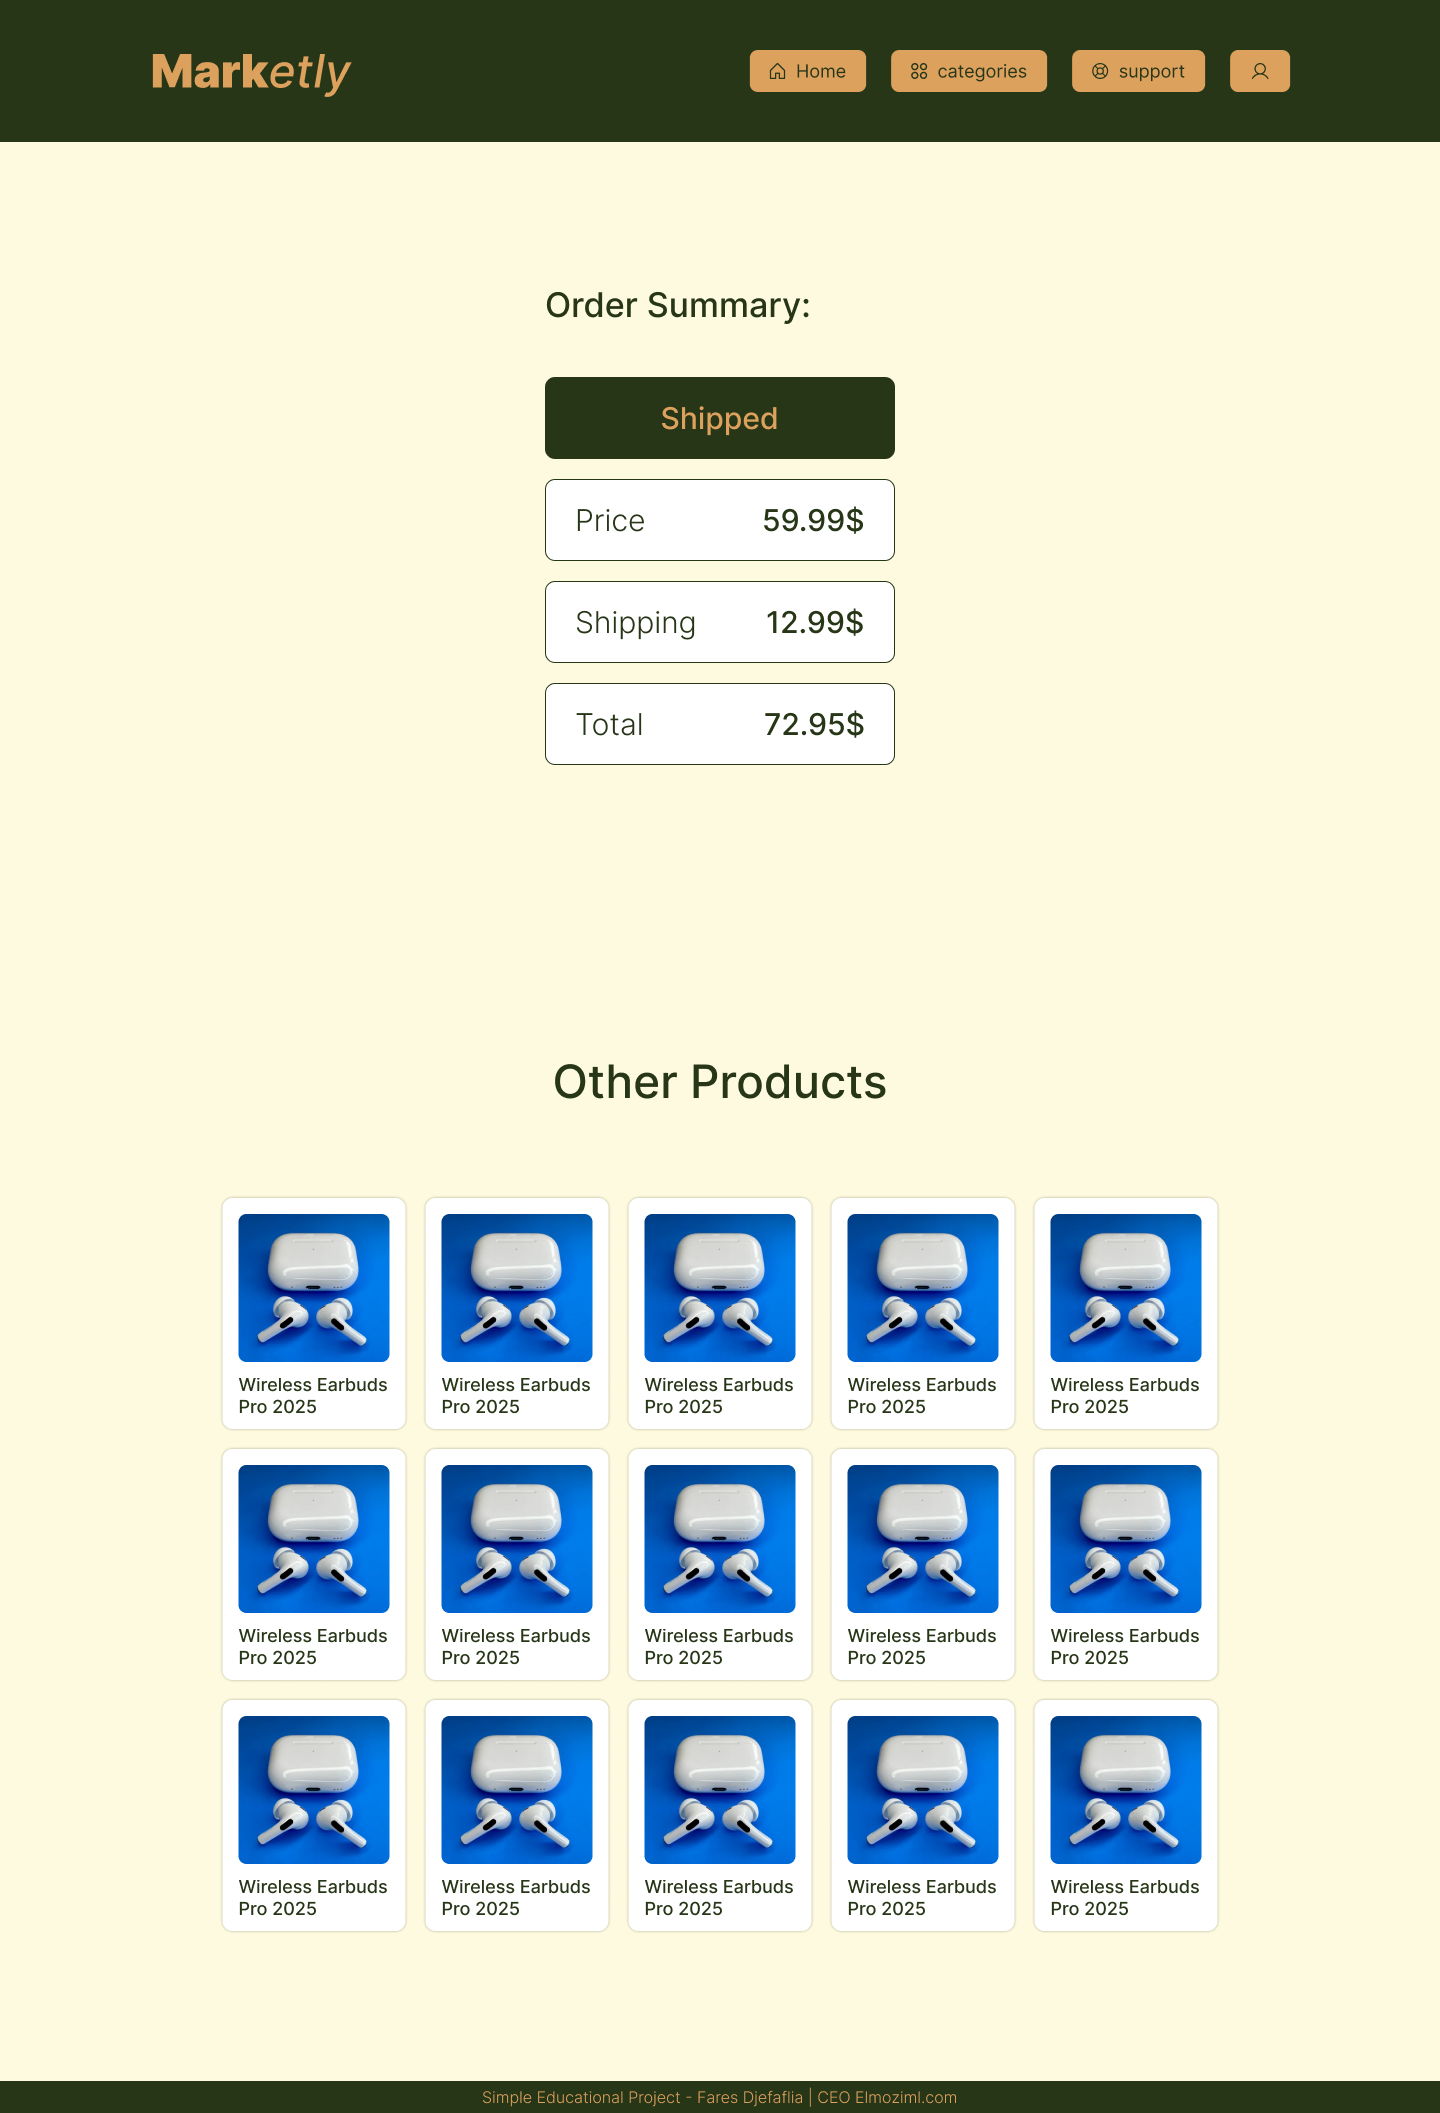 Marketly
Home
categories
support
Order Summary:
Shipped
Price 59.99$
Shipping 12.99$
Total 72.95$
Other Products
Wireless Earbuds
Pro 2025
Wireless Earbuds
Pro 2025
Wireless Earbuds
Pro 2025
Wireless Earbuds
Pro 2025
Wireless Earbuds
Pro 2025
Wireless Earbuds
Pro 2025
Wireless Earbuds
Pro 2025
Wireless Earbuds
Pro 2025
Wireless Earbuds
Pro 2025
Wireless Earbuds
Pro 2025
Wireless Earbuds
Pro 2025
Wireless Earbuds
Pro 2025
Wireless Earbuds
Pro 2025
Wireless Earbuds
Pro 2025
Wireless Earbuds
Pro 2025
Simple Educational Project - Fares Djefaflia | CEO Elmoziml.com